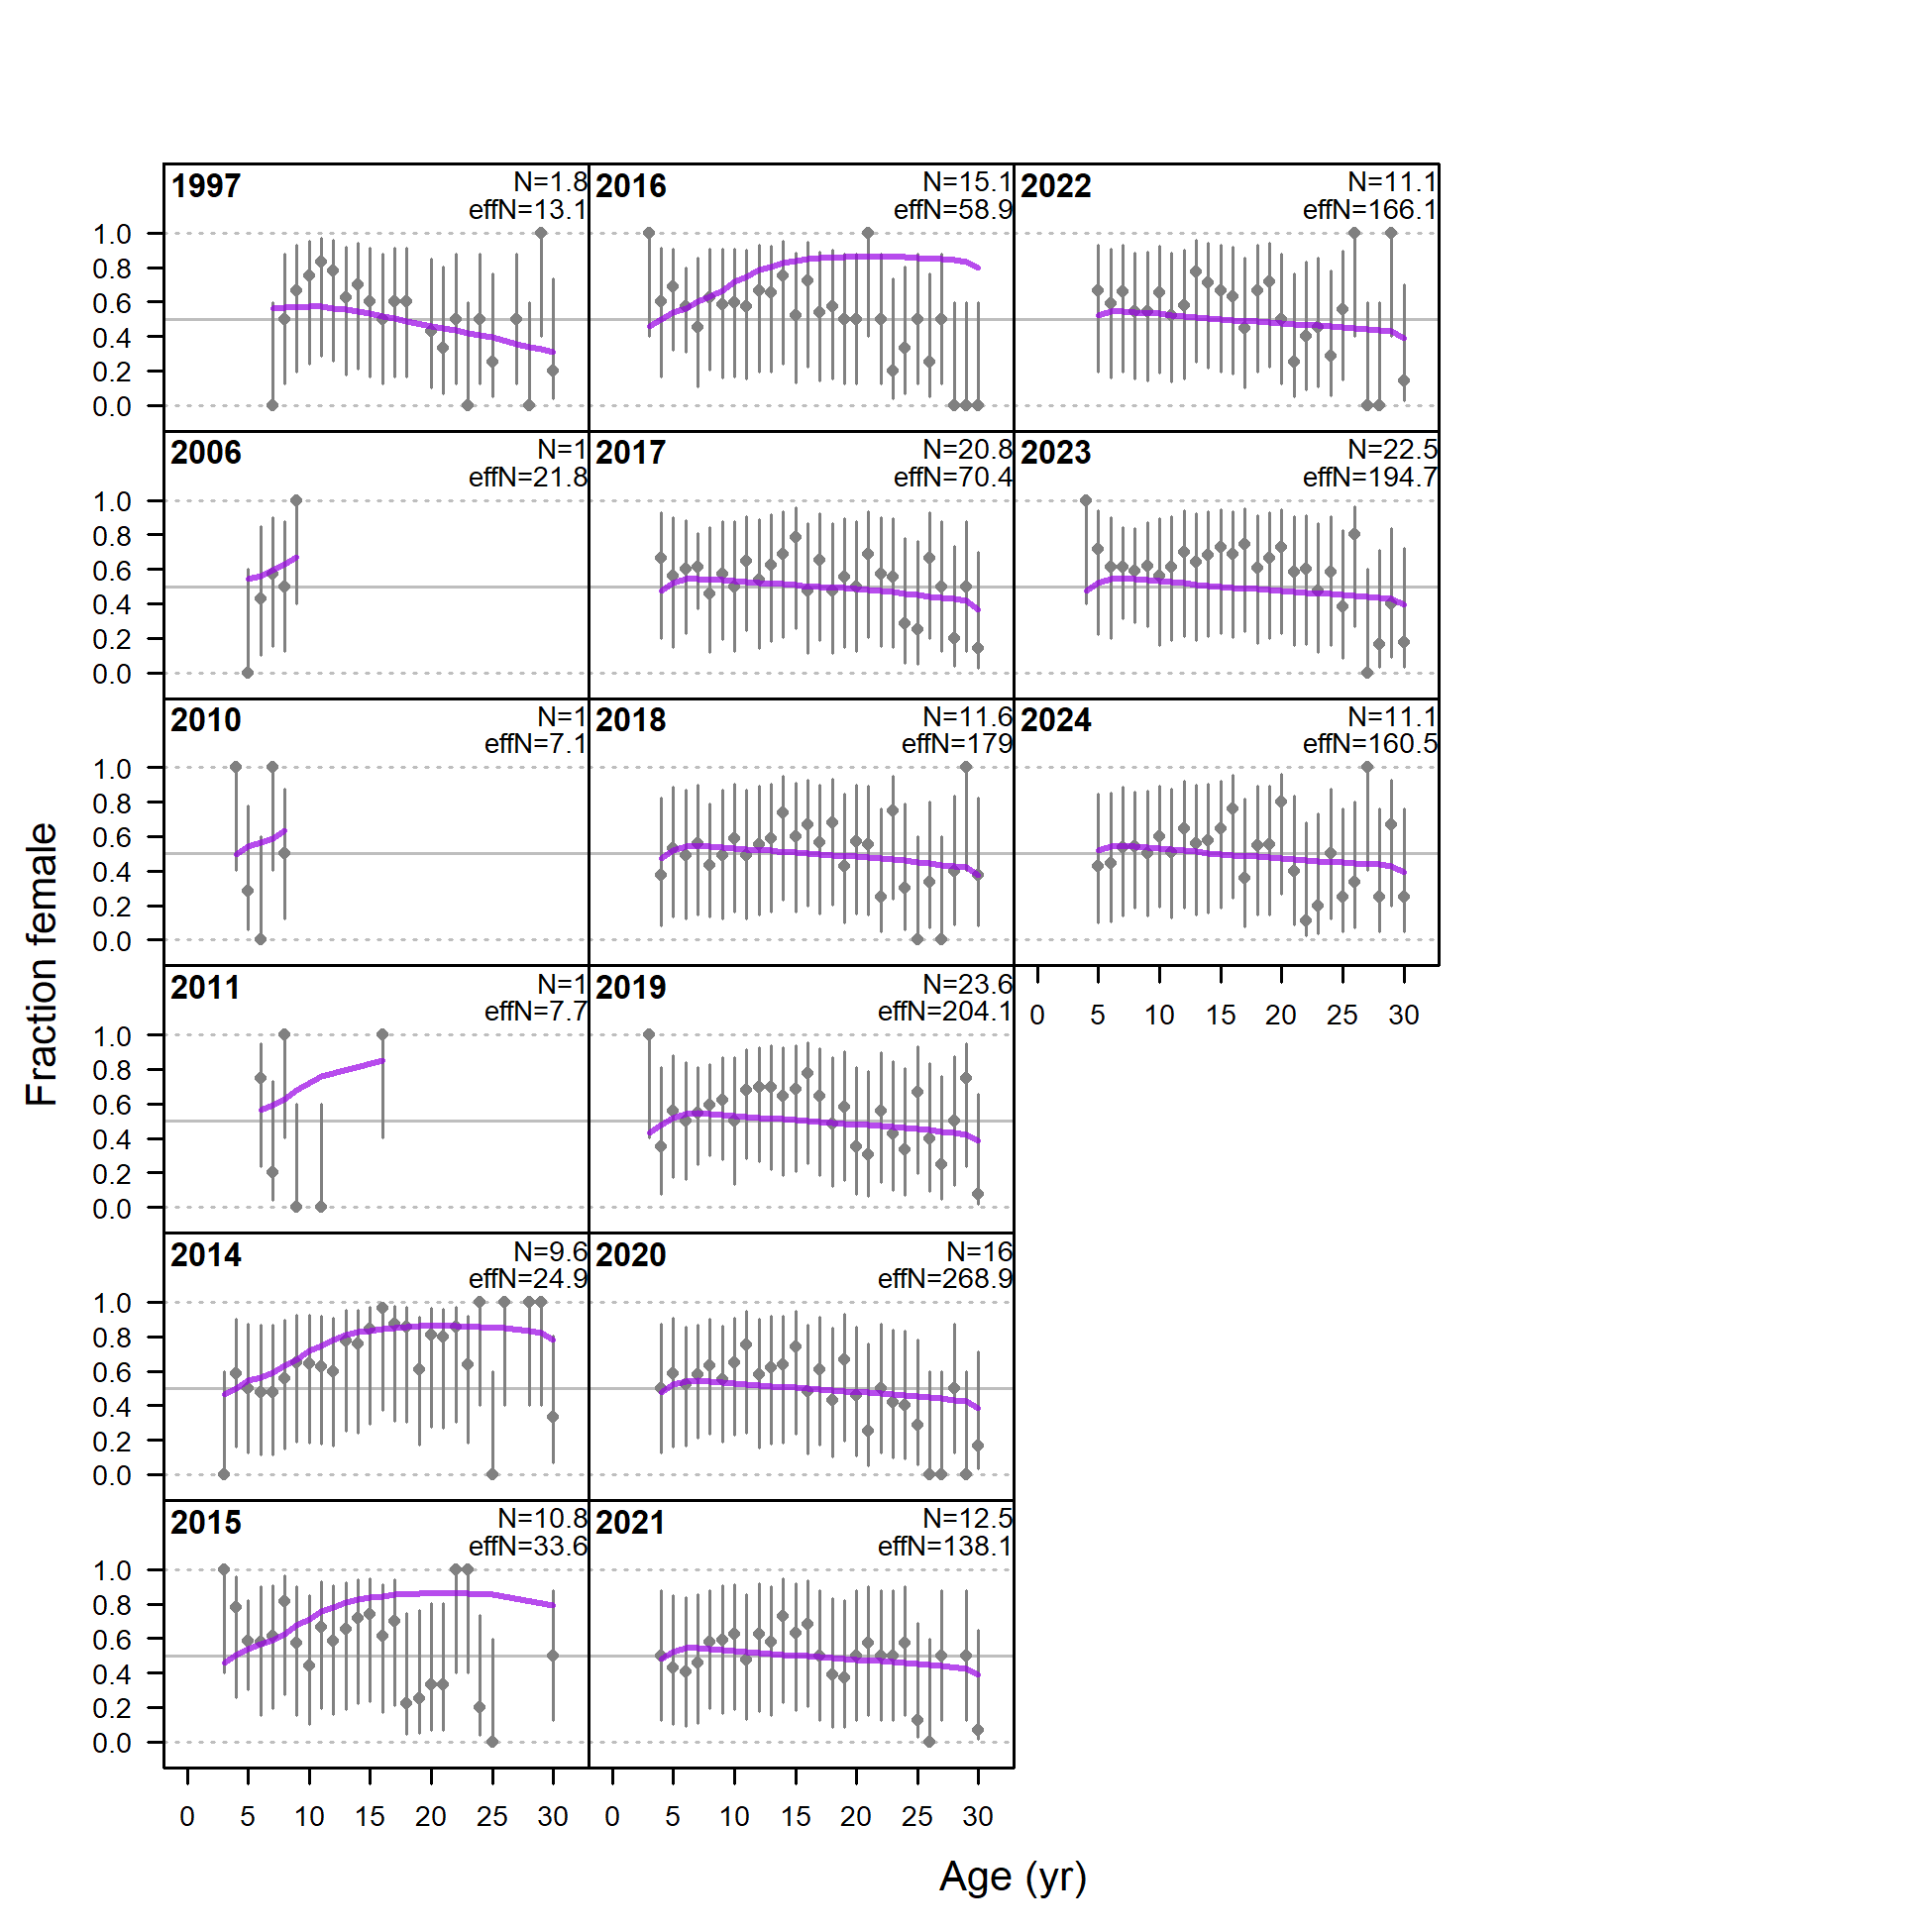 1997
N=1.8
effN=13.1
1.0
0.8
0.6
0.4
0.2
0.0
2016
N=15.1
effN=58.9
2022
N=11.1
effN=166.1
2006
N=1
effN=21.8
1.0
0.8
0.6
0.4
0.2
0.0
2017
N=20.8
effN=70.4
2023
N=22.5
effN=194.7
2010
N=1
effN=7.1
1.0
0.8
0.6
0.4
0.2
0.0
2018
N=11.6
effN=179
2024
N=11.1
effN=160.5
0 5 10 15 20 25 30
2011
N=1
effN=7.7
1.0
0.8
0.6
0.4
0.2
0.0
2019
N=23.6
effN=204.1
2014
N=9.6
effN=24.9
1.0
0.8
0.6
0.4
0.2
0.0
2020
N=16
effN=268.9
2015
N=10.8
effN=33.6
1.0
0.8
0.6
0.4
0.2
0.0
2021
N=12.5
effN=138.1
0 5 10 15 20 25 30
0 5 10 15 20 25 30
Fraction female
Age (yr)